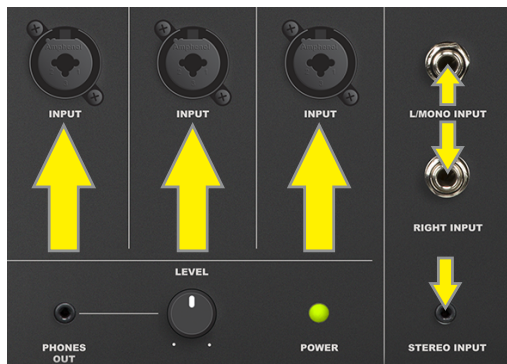 INPUT
INPUT
INPUT
L/MONO INPUT
RIGHT INPUT
LEVEL
PHONES
OUT
POWER
STEREO INPUT